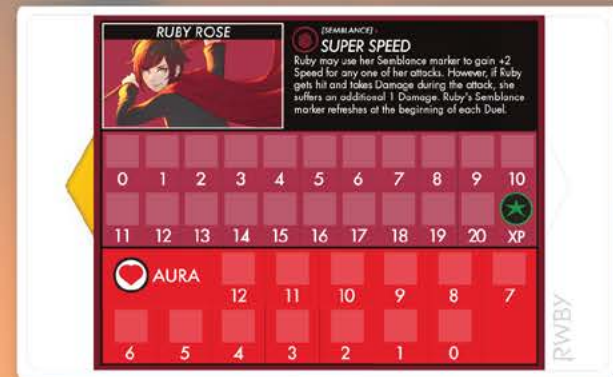 RUBY ROSE
[SEMBLANCE] :
SUPER SPEED
Ruby may use her Semblance marker to gain +2
Speed for any one of her attacks. However, if Ruby
gets hit and takes Damage during the attack, she
suffers an additional 1 Damage. Ruby's Semblance
marker refreshes at the beginning of each Duel.
0 1 2 3 4 5 6 7 8 9 10
11 12 13 14 15 16 17 18 19 20 XP
AURA
12 11 10 9 8 7
6 5 4 3 2 1 0
RWBY